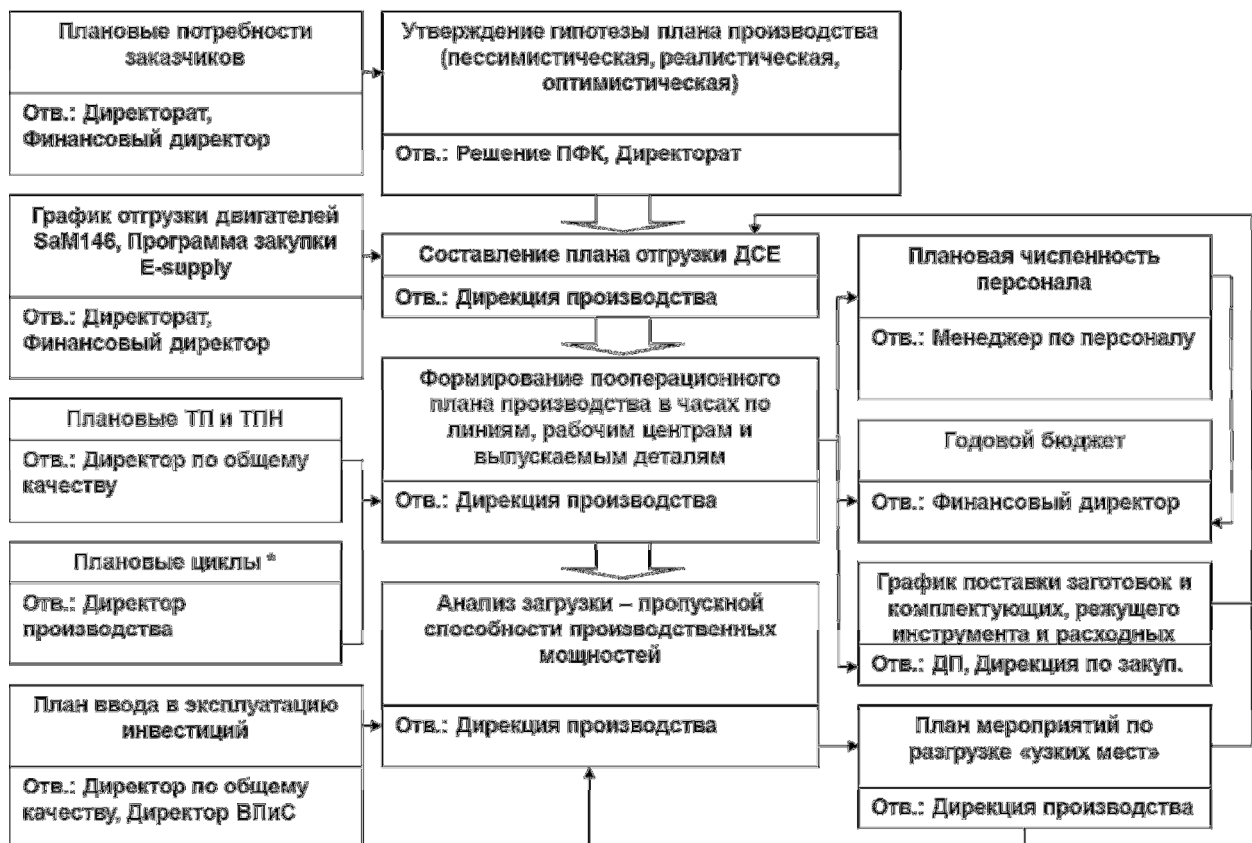 Плановые потребности
заказчиков
Отв.: Директорат,
Финансовый директор
Утверждение гипотезы плана производства
(пессимистическая, реалистическая,
оптимистическая)
Отв.: Решение ПФК, Директорат
График отгрузки двигателей
SaM146, Программа закупки
E-supply
Отв.: Директорат,
Финансовый директор
Составление плана отгрузки ДСЕ
Отв.: Дирекция производства
Плановая численность
персонала
Отв.: Менеджер по персоналу
Плановые ТП и ТПН
Отв.: Директор по общему
качеству
Формирование пооперационного
плана производства в часах по
линиям, рабочим центрам и
выпускаемым деталям
Отв.: Дирекция производства
Годовой бюджет
Отв.: Финансовый директор
Плановые циклы *
Отв.: Директор
производства
Анализ загрузки – пропускной
способности производственных
мощностей
Отв.: Дирекция производства
График поставки заготовок и
комплектующих, режущего
инструмента и расходных
Отв.: ДП, Дирекция по закуп.
План ввода в эксплуатацию
инвестиций
Отв.: Директор по общему
качеству, Директор ВПиС
План мероприятий по
разгрузке «узких мест»
Отв.: Дирекция производства